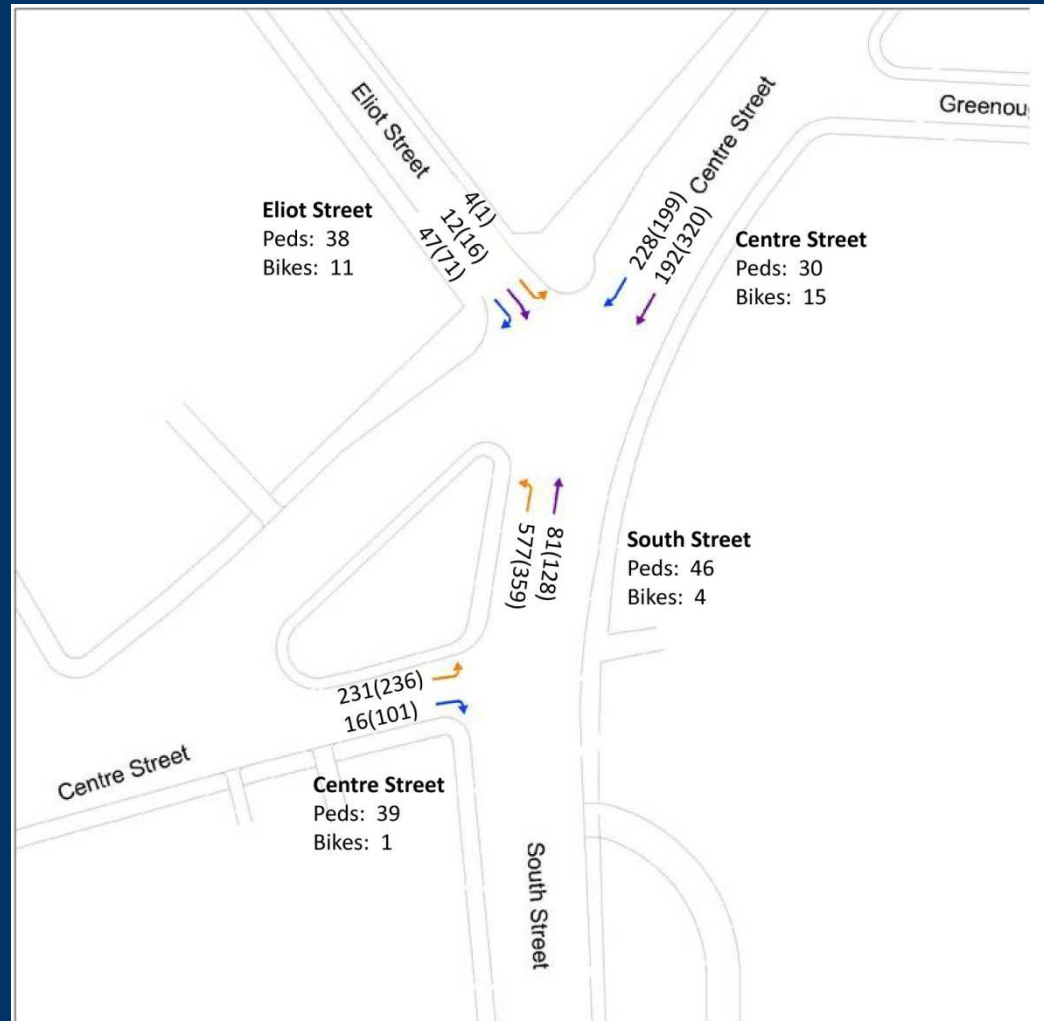 Eliot Street
Centre Street
Greenou
4(1)
12(16)
47(71)
228(199)
192(320)
Eliot Street
Peds: 38
Bikes: 11
Centre Street
Peds: 30
Bikes: 15
577(359)
81(128)
South Street
Peds: 46
Bikes: 4
231(236)
16(101)
Centre Street
Centre Street
Peds: 39
Bikes: 1
South Street